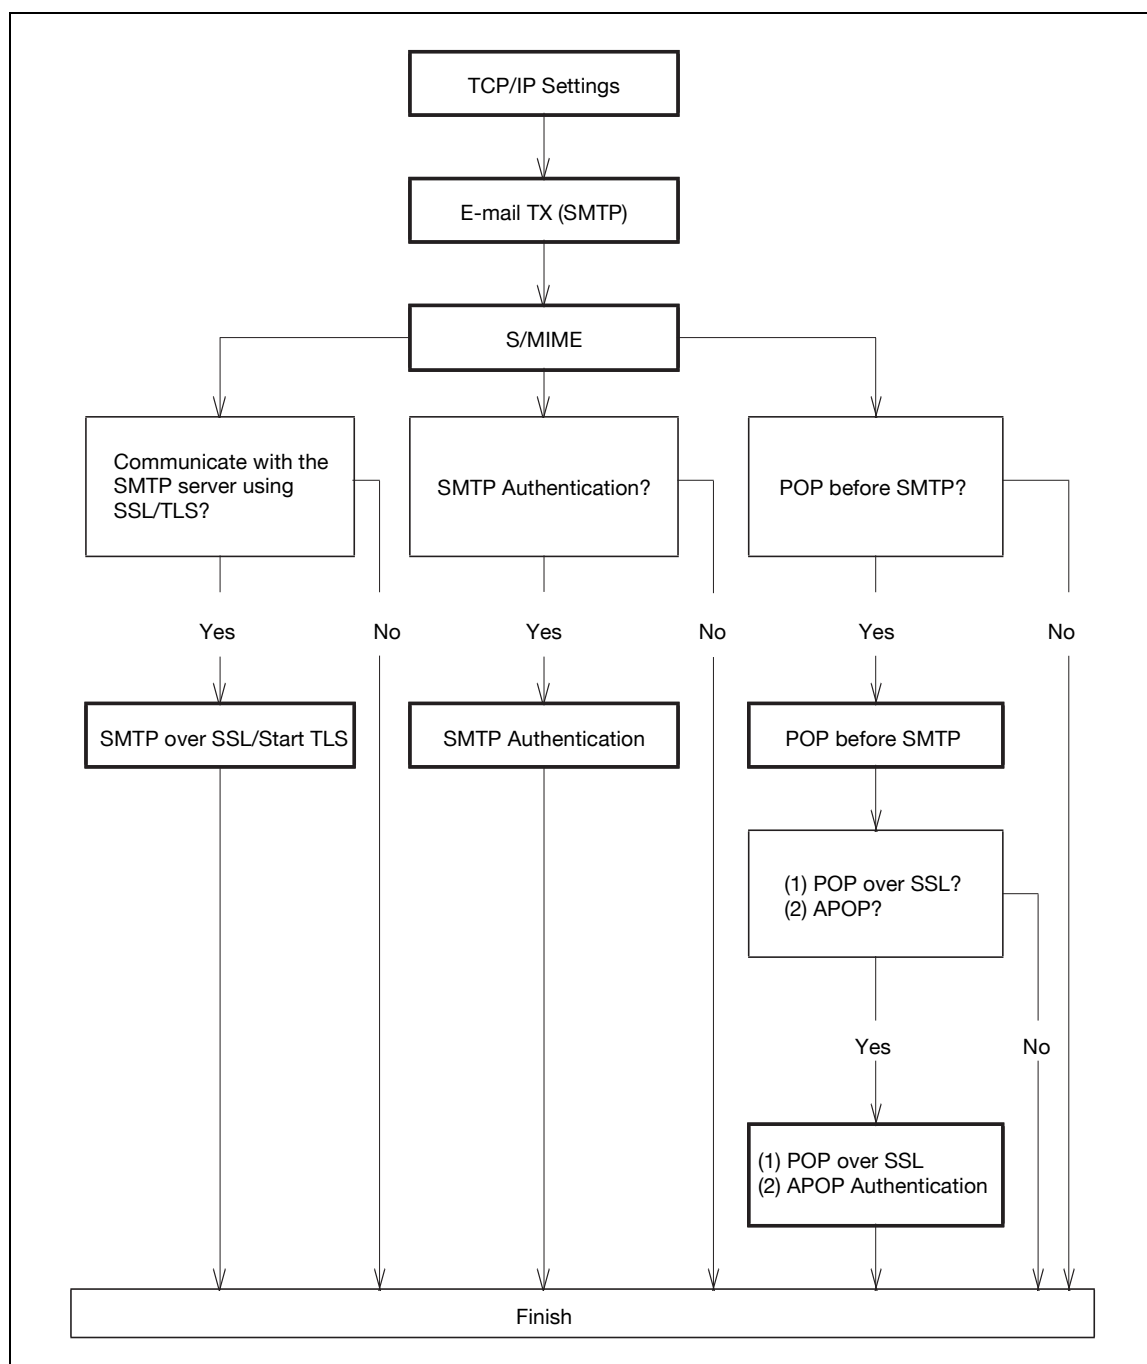 TCP/IP Settings
E-mail TX (SMTP)
S/MIME
Communicate with the
SMTP server using
SSL/TLS?
SMTP Authentication?
POP before SMTP?
Yes
No
Yes
No
Yes
No
SMTP over SSL/Start TLS
SMTP Authentication
POP before SMTP
(1) POP over SSL?
(2) APOP?
Yes
No
(1) POP over SSL
(2) APOP Authentication
Finish